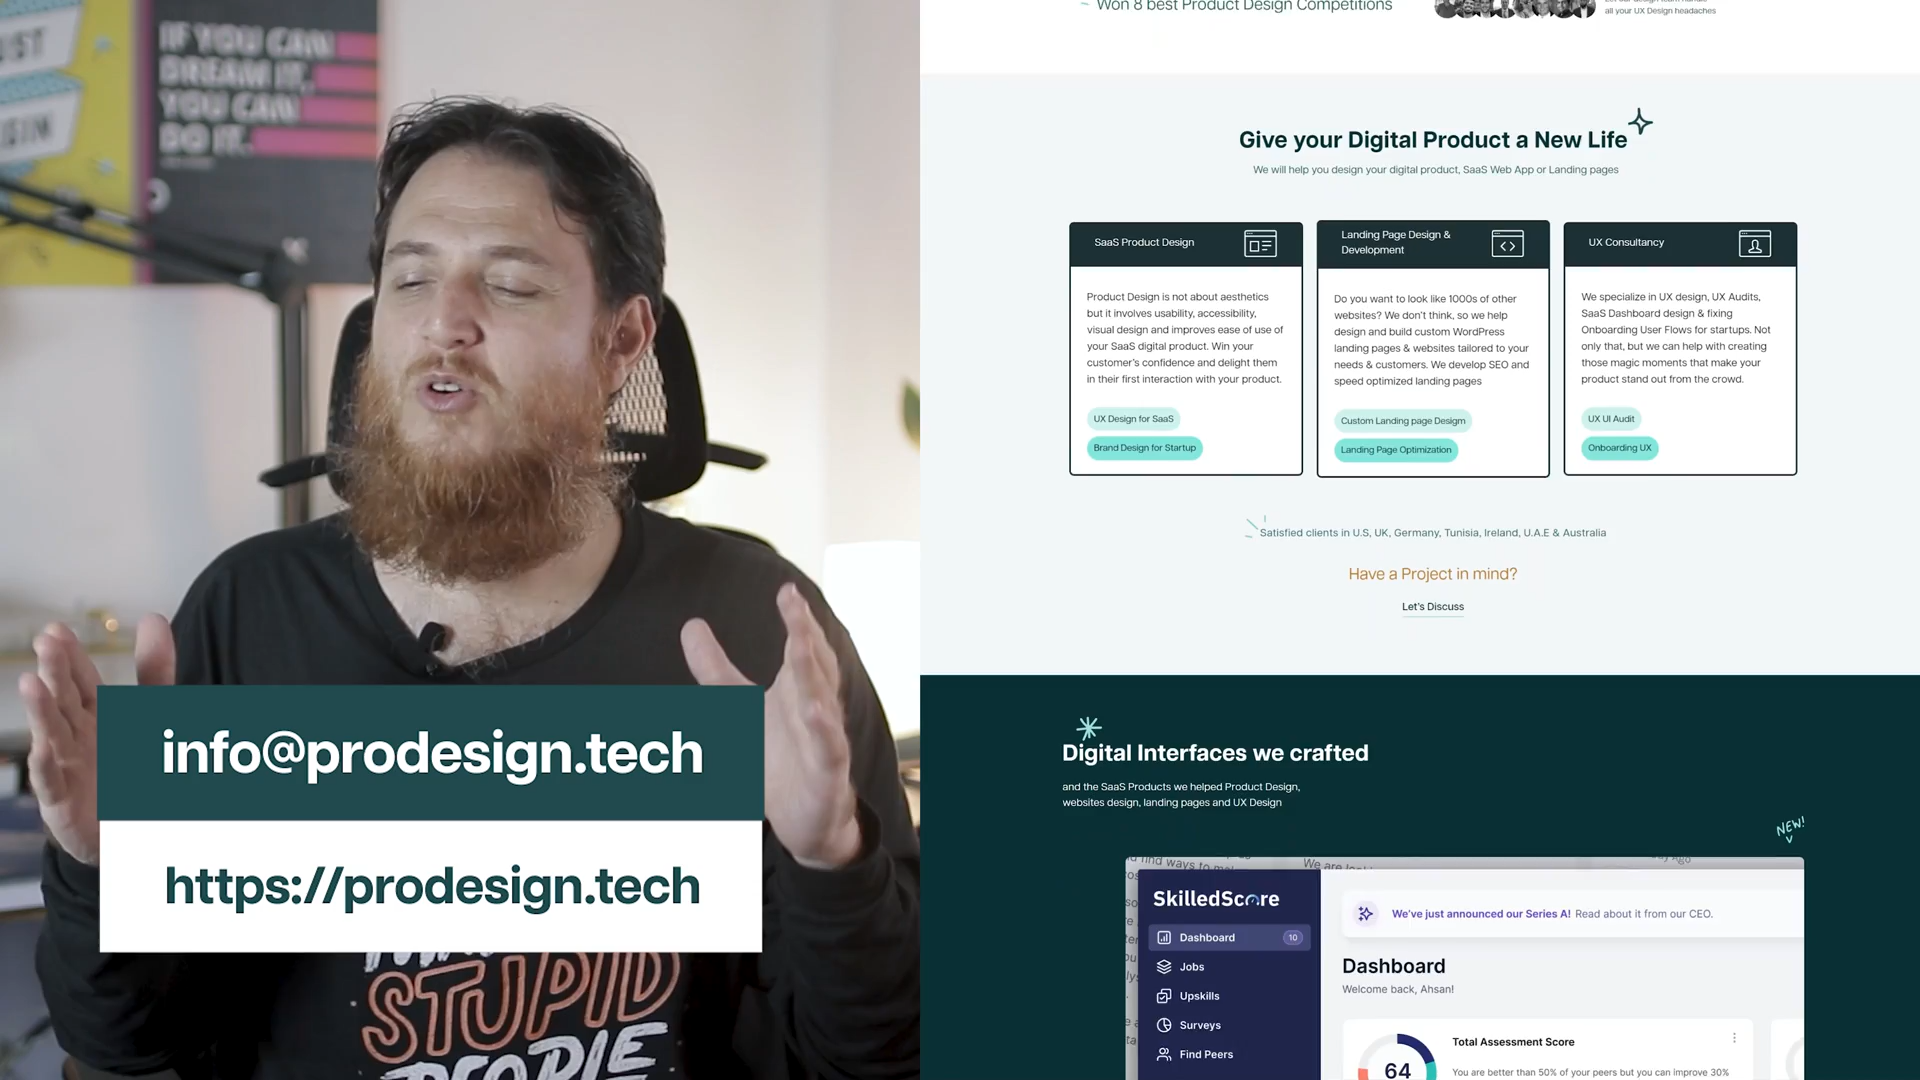 IF YOU CAN
DREAM IT,
YOU CAN
DO IT.
info@prodesign.tech
https://prodesign.tech
STUPID
PEOPLE
Won 8 best Product Design Competitions
all your UX Design headaches
Give your Digital Product a New Life
We will help you design your digital product, SaaS Web App or Landing pages
SaaS Product Design
Product Design is not about aesthetics
but it involves usability, accessibility,
visual design and improves ease of use of
your SaaS digital product. Win your
customer's confidence and delight them
in their first interaction with your product.
UX Design for SaaS
Brand Design for Startup
Landing Page Design &
Development
Do you want to look like 1000s of other
websites? We don't think, so we help
design and build custom WordPress
landing pages & websites tailored to your
needs & customers. We develop SEO and
speed optimized landing pages
Custom Landing page Desigm
Landing Page Optimization
UX Consultancy
We specialize in UX design, UX Audits,
SaaS Dashboard design & fixing
Onboarding User Flows for startups. Not
only that, but we can help with creating
those magic moments that make your
product stand out from the crowd.
UX UI Audit
Onboarding UX
Satisfied clients in U.S, UK, Germany, Tunisia, Ireland, U.A.E & Australia
Have a Project in mind?
Let's Discuss
Digital Interfaces we crafted
and the SaaS Products we helped Product Design,
websites design, landing pages and UX Design
NEW!
find ways to
We are
SkilledScore
Dashboard 10
Jobs
Upskills
Surveys
Find Peers
We've just announced our Series A! Read about it from our CEO.
Dashboard
Welcome back, Ahsan!
Total Assessment Score
64
You are better than 50% of your peers but you can improve 30%